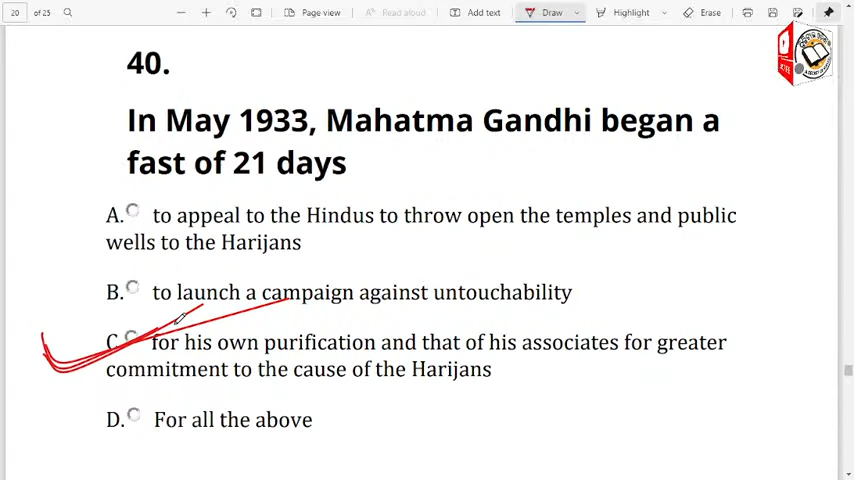 20 of 25 Page view Read aloud Add text Draw Highlight Erase
40.
In May 1933, Mahatma Gandhi began a
fast of 21 days
A. to appeal to the Hindus to throw open the temples and public
wells to the Harijans
B. to launch a campaign against untouchability
C. for his own purification and that of his associates for greater
commitment to the cause of the Harijans
D. For all the above